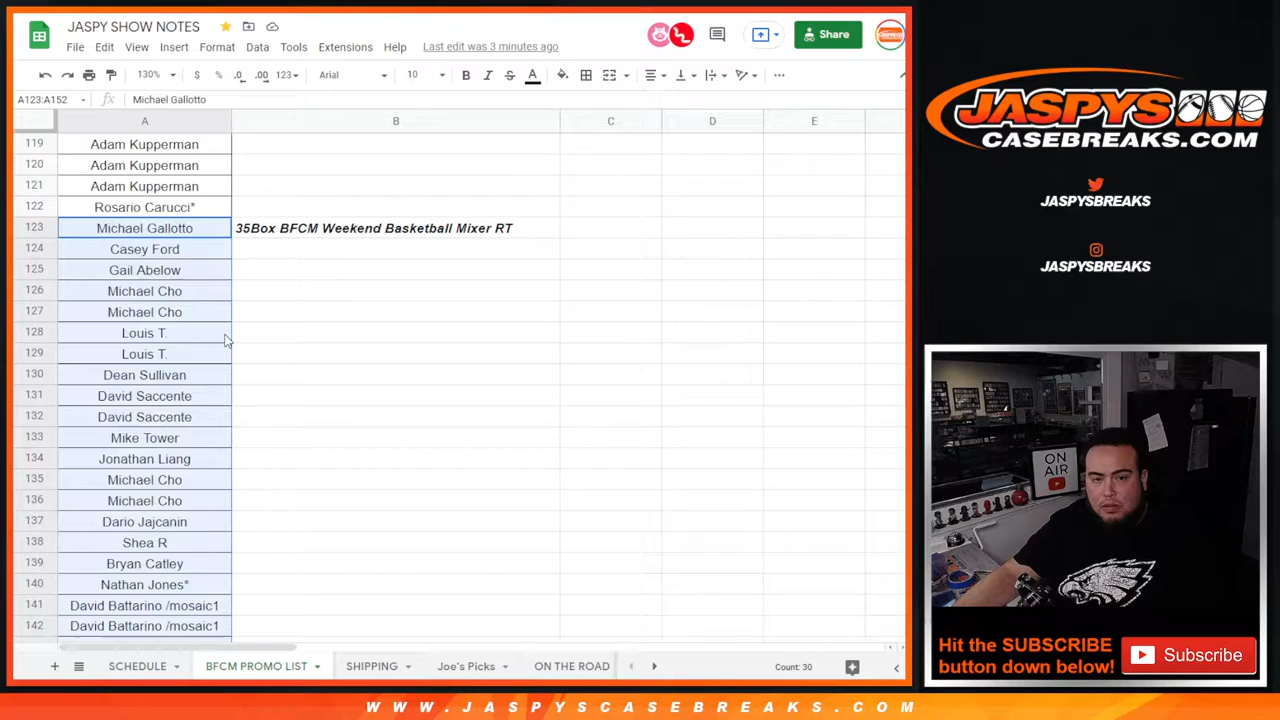 JASPY SHOW NOTES
File Edit View Insert Format Data Tools Extensions Help Last edit was 3 minutes ago
Share
130% $ % .0 .00 123 Arial 10 B I S A
A123:A152 fx Michael Gallotto
A B C D E
119 Adam Kupperman
120 Adam Kupperman
121 Adam Kupperman
122 Rosario Carucci*
123 Michael Gallotto 35Box BFCM Weekend Basketball Mixer RT
124 Casey Ford
125 Gail Abelow
126 Michael Cho
127 Michael Cho
128 Louis T.
129 Louis T.
130 Dean Sullivan
131 David Saccente
132 David Saccente
133 Mike Tower
134 Jonathan Liang
135 Michael Cho
136 Michael Cho
137 Dario Jajcanin
138 Shea R
139 Bryan Catley
140 Nathan Jones*
141 David Battarino /mosaic1
142 David Battarino /mosaic1
+ SCHEDULE BFCM PROMO LIST SHIPPING Joe's Picks ON THE ROAD Count: 30
JASPYS
CASEBREAKS.COM
JASPYSBREAKS
JASPYSBREAKS
ON
AIR
Hit the SUBSCRIBE
button down below!
Subscribe
WWW.JASPYSCASEBREAKS.COM